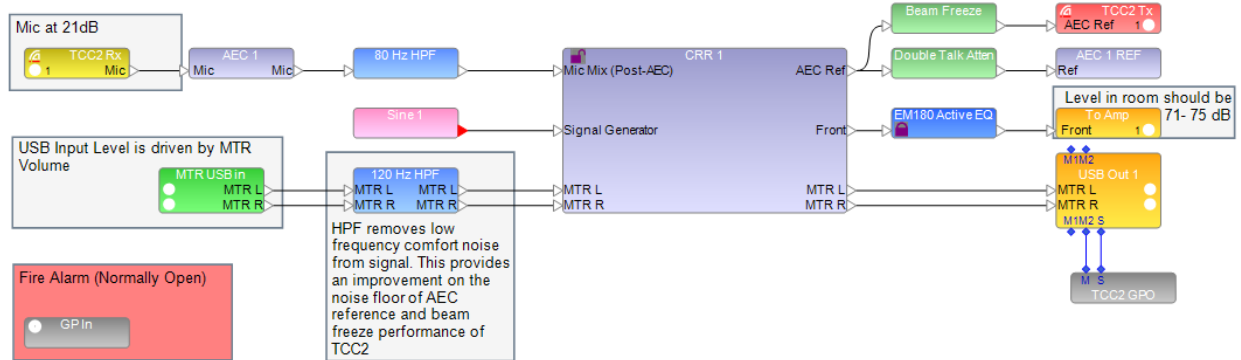 Mic at 21dB
TCC2 Rx
1 Mic
AEC 1
Mic Mic
80 Hz HPF
CRR 1
Mic Mix (Post-AEC) AEC Ref
Signal Generator Front
MTR L MTR L
MTR R MTR R
Beam Freeze
TCC2 Tx
AEC Ref 1
Double Talk Atten
AEC 1 REF
Ref
Sine 1
EM180 Active EQ
Level in room should be
71- 75 dB
To Amp
Front 1
M1M2
USB Input Level is driven by MTR
Volume
MTR USB in
MTR L
MTR R
120 Hz HPF
MTR L MTR L
MTR R MTR R
HPF removes low
frequency comfort noise
from signal. This provides
an improvement on the
noise floor of AEC
reference and beam
freeze performance of
TCC2
USB Out 1
MTR L
MTR R
M1M2 S
M S
TCC2 GPO
Fire Alarm (Normally Open)
GP In